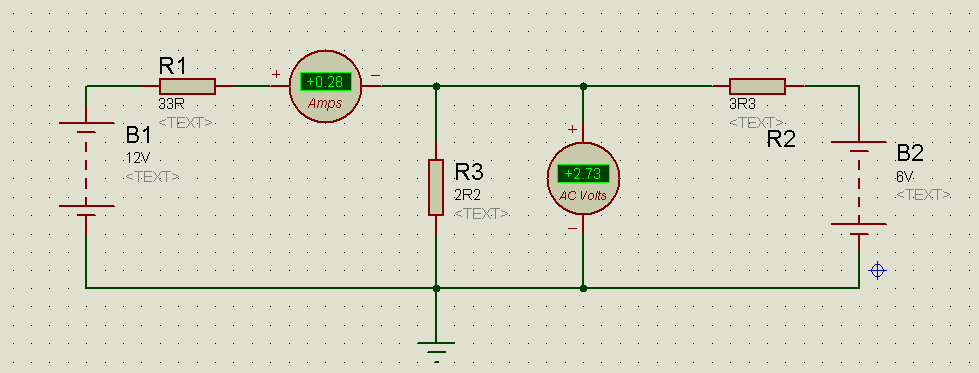 R1
33R
<TEXT>
+
+0.28
Amps
−
B1
12V
<TEXT>
R3
2R2
<TEXT>
+
+2.73
AC Volts
−
3R3
<TEXT>
R2
B2
6V
<TEXT>